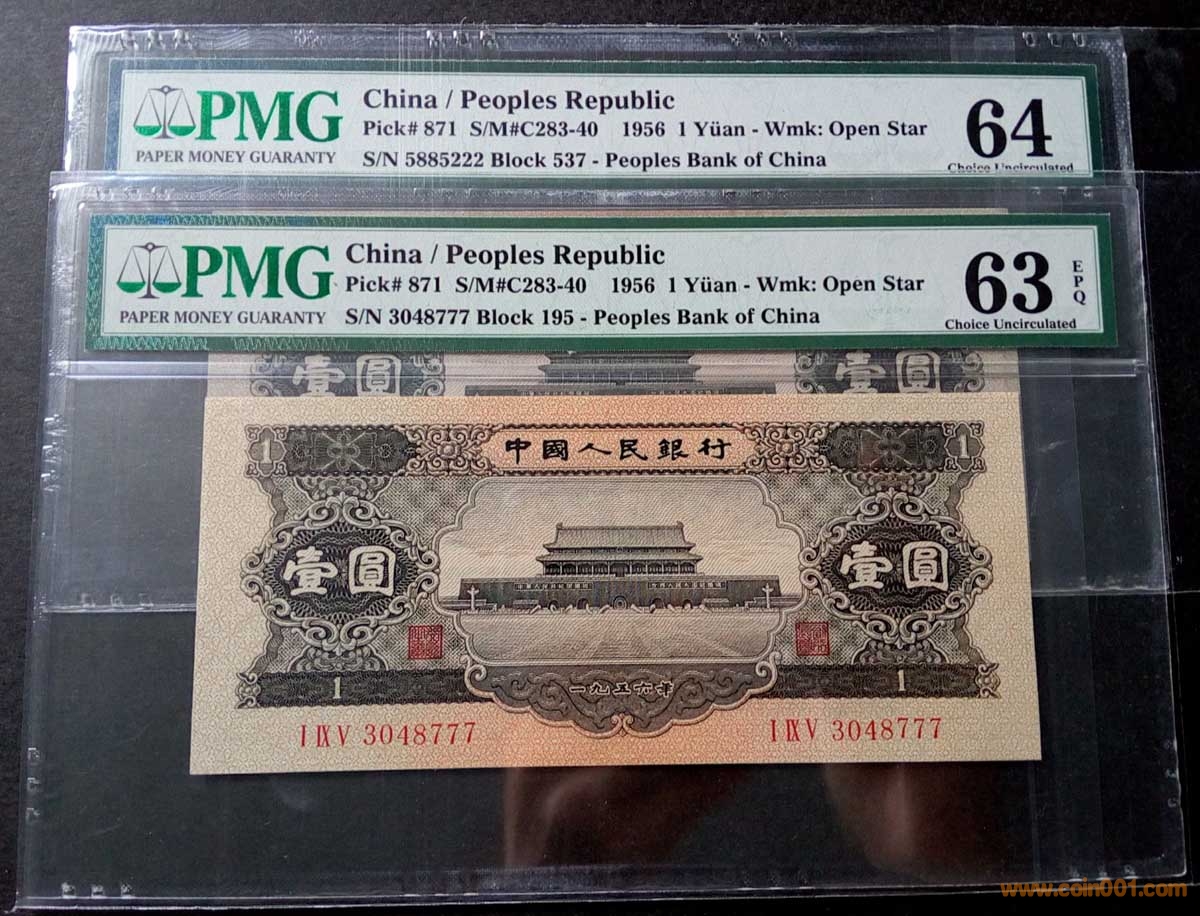 PMG
PAPER MONEY GUARANTY
China / Peoples Republic
Pick# 871 S/M#C283-40 1956 1 Yüan - Wmk: Open Star
S/N 5885222 Block 537 - Peoples Bank of China
64
Choice Uncirculated
PMG
PAPER MONEY GUARANTY
China / Peoples Republic
Pick# 871 S/M#C283-40 1956 1 Yüan - Wmk: Open Star
S/N 3048777 Block 195 - Peoples Bank of China
63
EPQ
Choice Uncirculated
壹圓 壹圓
1 中國人民銀行 1
壹圓 壹圓
1 一九五六年 1
I IX V 3048777 I IX V 3048777
www.coin001.com